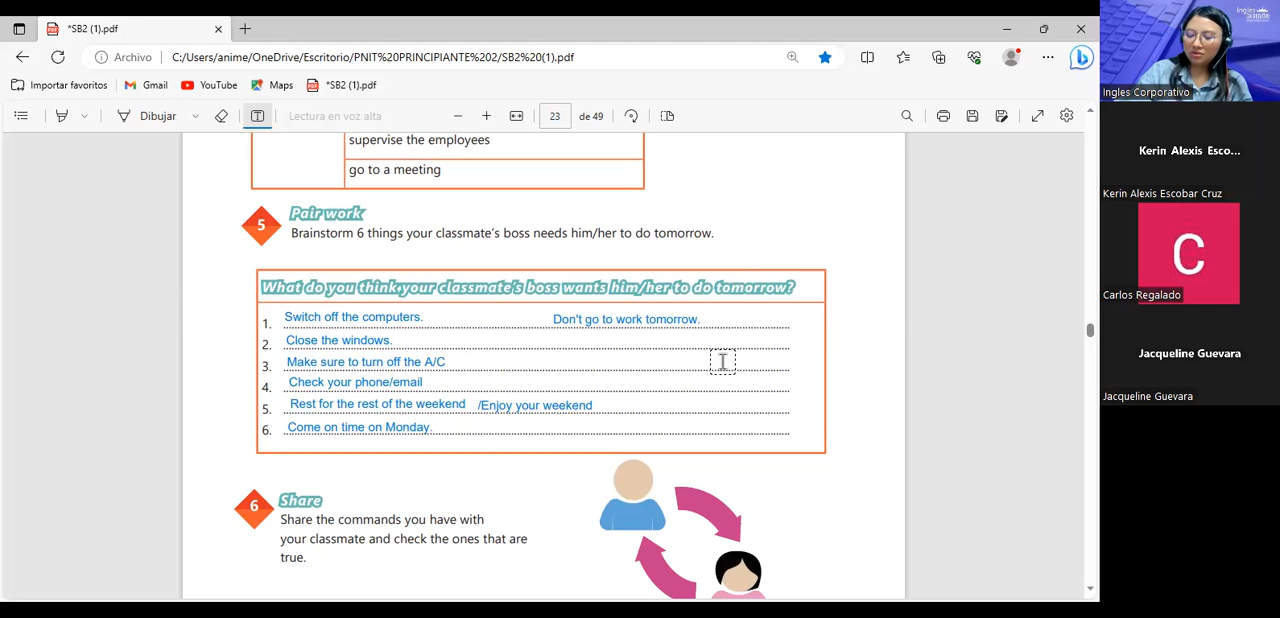 *SB2 (1).pdf
Archivo
C:/Users/anime/OneDrive/Escritorio/PNIT%20PRINCIPIANTE%202/SB2%20(1).pdf
Importar favoritos
Gmail
YouTube
Maps
*SB2 (1).pdf
Dibujar
Lectura en voz alta
23
de 49
supervise the employees
go to a meeting
5
Pair work
Brainstorm 6 things your classmate's boss needs him/her to do tomorrow.
What do you think your classmate's boss wants him/her to do tomorrow?
1. Switch off the computers. Don't go to work tomorrow.
2. Close the windows.
3. Make sure to turn off the A/C
4. Check your phone/email
5. Rest for the rest of the weekend /Enjoy your weekend
6. Come on time on Monday.
6
Share
Share the commands you have with
your classmate and check the ones that are
true.
Ingles Corporativo
Kerin Alexis Esco...
Kerin Alexis Escobar Cruz
C
Carlos Regalado
Jacqueline Guevara
Jacqueline Guevara